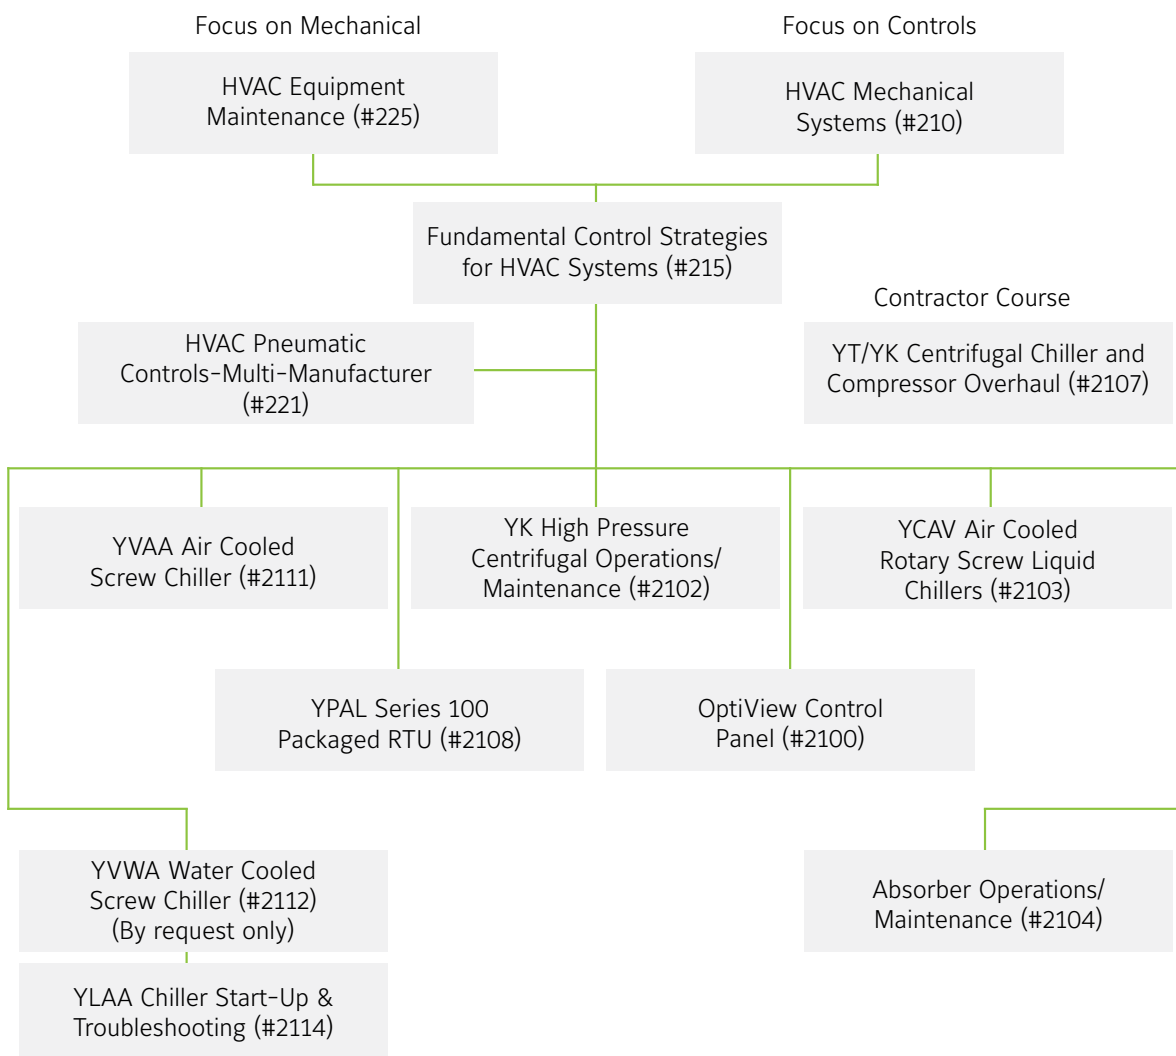 Focus on Mechanical
Focus on Controls
HVAC Equipment
Maintenance (#225)
HVAC Mechanical
Systems (#210)
Fundamental Control Strategies
for HVAC Systems (#215)
Contractor Course
HVAC Pneumatic
Controls-Multi-Manufacturer
(#221)
YT/YK Centrifugal Chiller and
Compressor Overhaul (#2107)
YVAA Air Cooled
Screw Chiller (#2111)
YK High Pressure
Centrifugal Operations/
Maintenance (#2102)
YCAV Air Cooled
Rotary Screw Liquid
Chillers (#2103)
YPAL Series 100
Packaged RTU (#2108)
OptiView Control
Panel (#2100)
YVWA Water Cooled
Screw Chiller (#2112)
(By request only)
Absorber Operations/
Maintenance (#2104)
YLAA Chiller Start-Up &
Troubleshooting (#2114)